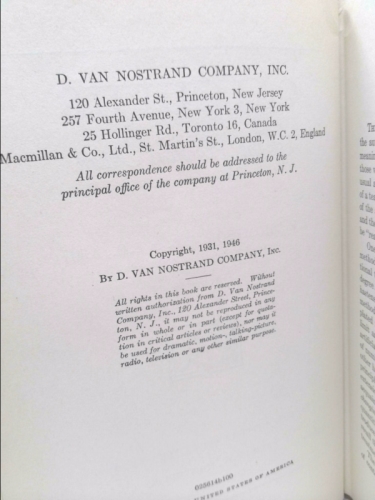 D. VAN NOSTRAND COMPANY, INC.
120 Alexander St., Princeton, New Jersey
257 Fourth Avenue, New York 3, New York
25 Hollinger Rd., Toronto 16, Canada
Macmillan & Co., Ltd., St. Martin's St., London, W.C. 2, England
All correspondence should be addressed to the
principal office of the company at Princeton, N. J.
Copyright, 1931, 1946
BY D. VAN NOSTRAND COMPANY, Inc.
All rights in this book are reserved. Without
written authorization from D. Van Nostrand
Company, Inc., 120 Alexander Street, Prince-
ton, N. J., it may not be reproduced in any
form in whole or in part (except for quota-
tion in critical articles or reviews), nor may it
be used for dramatic, motion-, talking-picture,
radio, television or any other similar purpose.
UNITED STATES OF AMERICA